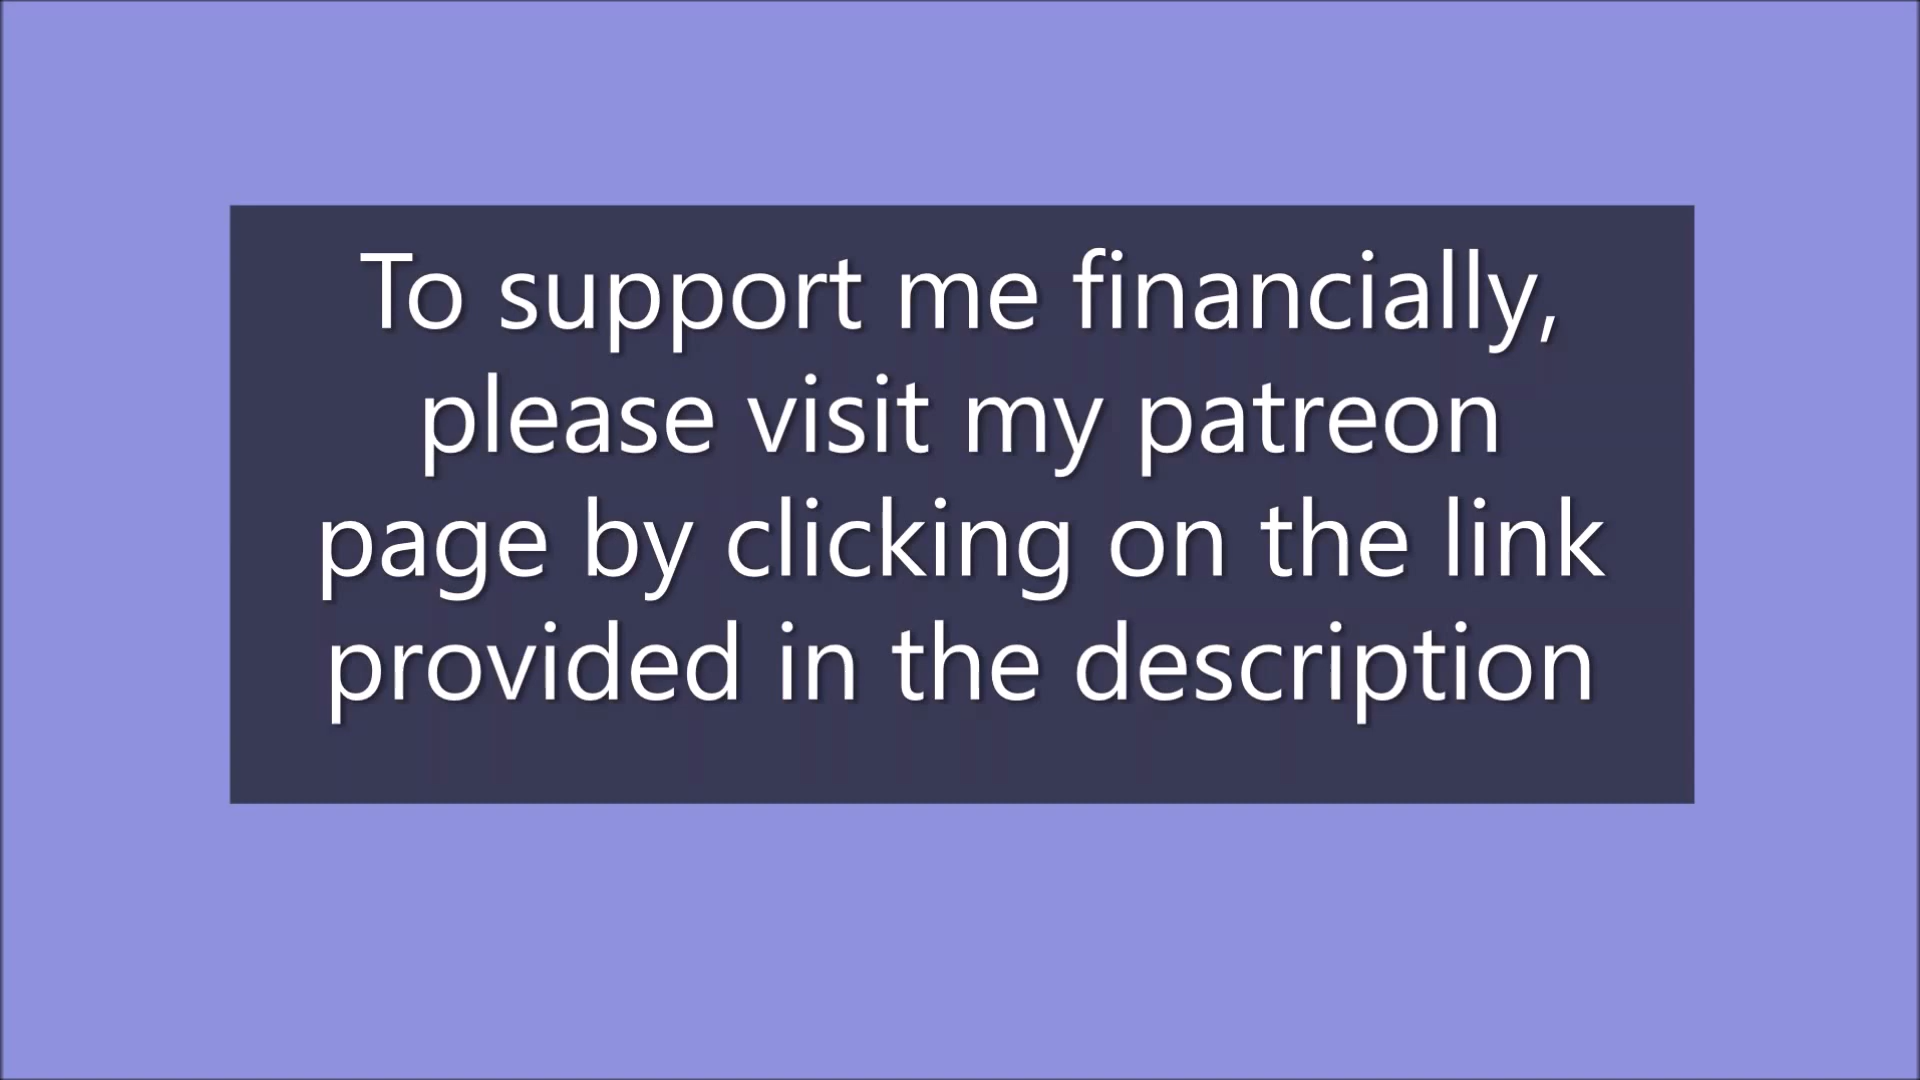 To support me financially,
please visit my patreon
page by clicking on the link
provided in the description